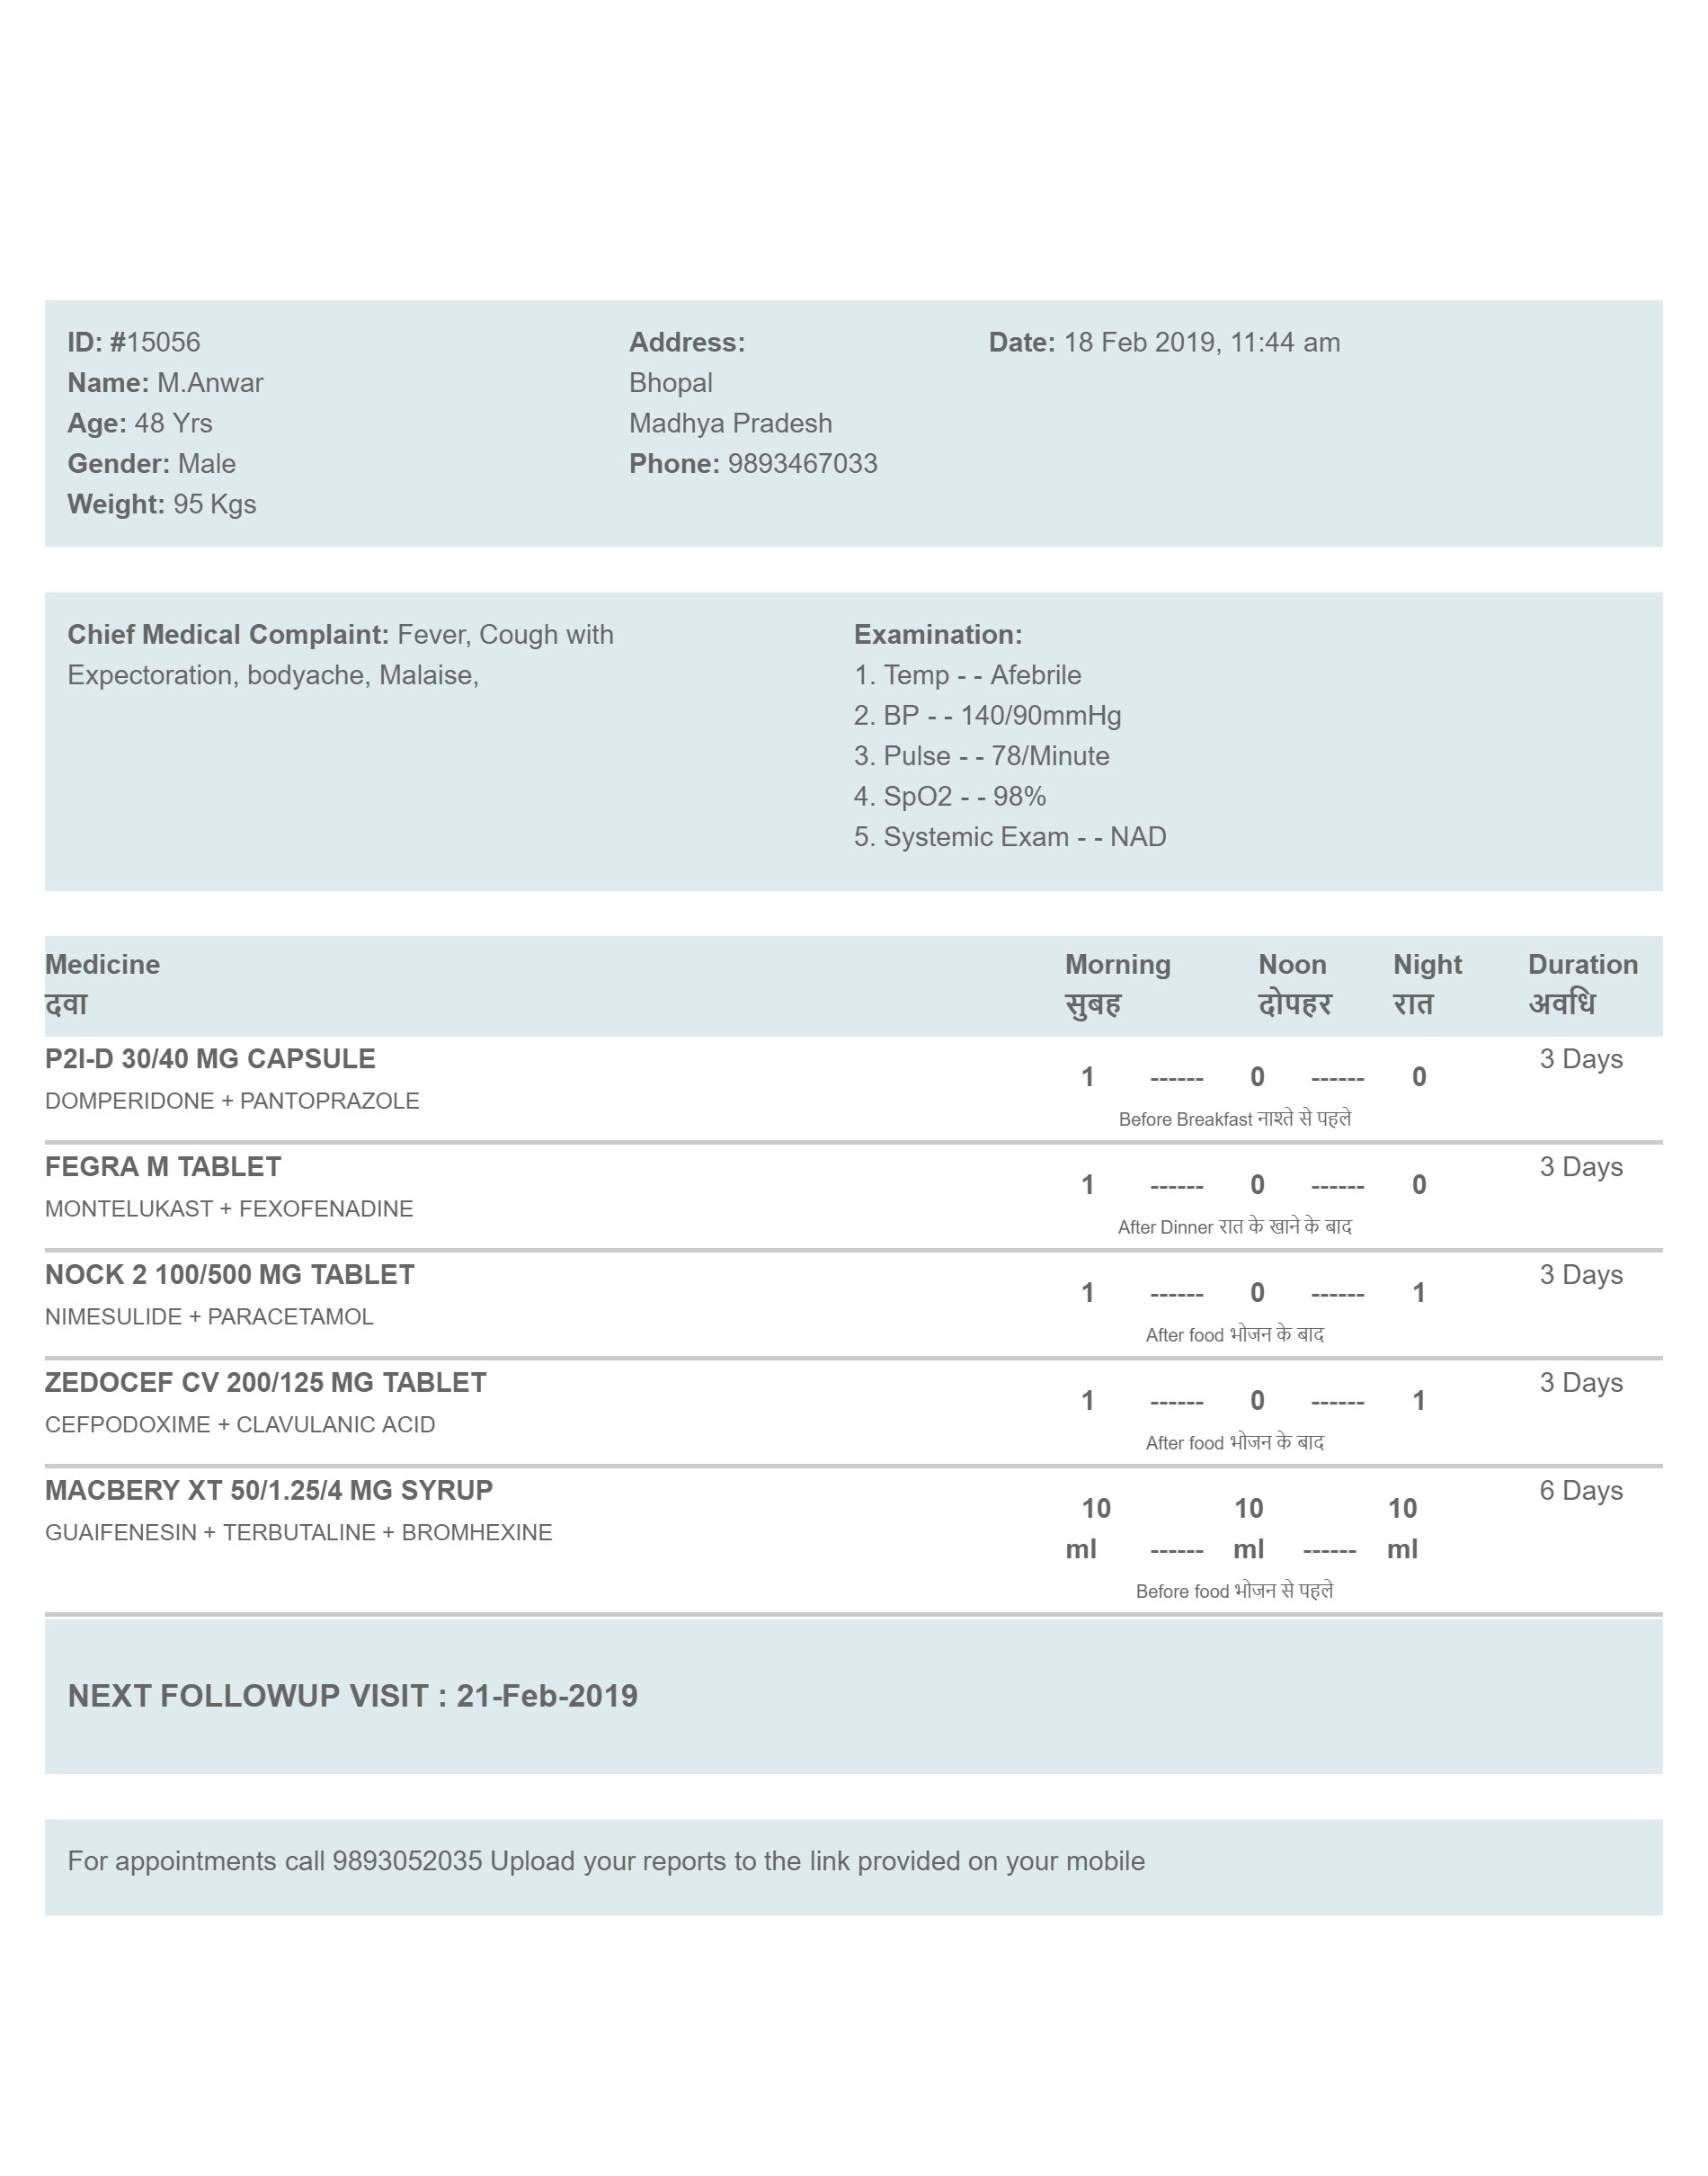 ID: #15056
Name: M.Anwar
Age: 48 Yrs
Gender: Male
Weight: 95 Kgs
Address:
Bhopal
Madhya Pradesh
Phone: 9893467033
Date: 18 Feb 2019, 11:44 am
Chief Medical Complaint: Fever, Cough with
Expectoration, bodyache, Malaise,
Examination:
1. Temp - - Afebrile
2. BP - - 140/90mmHg
3. Pulse - - 78/Minute
4. SpO2 - - 98%
5. Systemic Exam - - NAD
Medicine Morning Noon Night Duration
दवा सुबह दोपहर रात अवधि
P2I-D 30/40 MG CAPSULE 3 Days
1 ------ 0 ------ 0
DOMPERIDONE + PANTOPRAZOLE
Before Breakfast नाश्ते से पहले
FEGRA M TABLET 3 Days
1 ------ 0 ------ 0
MONTELUKAST + FEXOFENADINE
After Dinner रात के खाने के बाद
NOCK 2 100/500 MG TABLET 3 Days
1 ------ 0 ------ 1
NIMESULIDE + PARACETAMOL
After food भोजन के बाद
ZEDOCEF CV 200/125 MG TABLET 3 Days
1 ------ 0 ------ 1
CEFPODOXIME + CLAVULANIC ACID
After food भोजन के बाद
MACBERY XT 50/1.25/4 MG SYRUP 6 Days
10 10 10
GUAIFENESIN + TERBUTALINE + BROMHEXINE
ml ------ ml ------ ml
Before food भोजन से पहले
NEXT FOLLOWUP VISIT : 21-Feb-2019
For appointments call 9893052035 Upload your reports to the link provided on your mobile